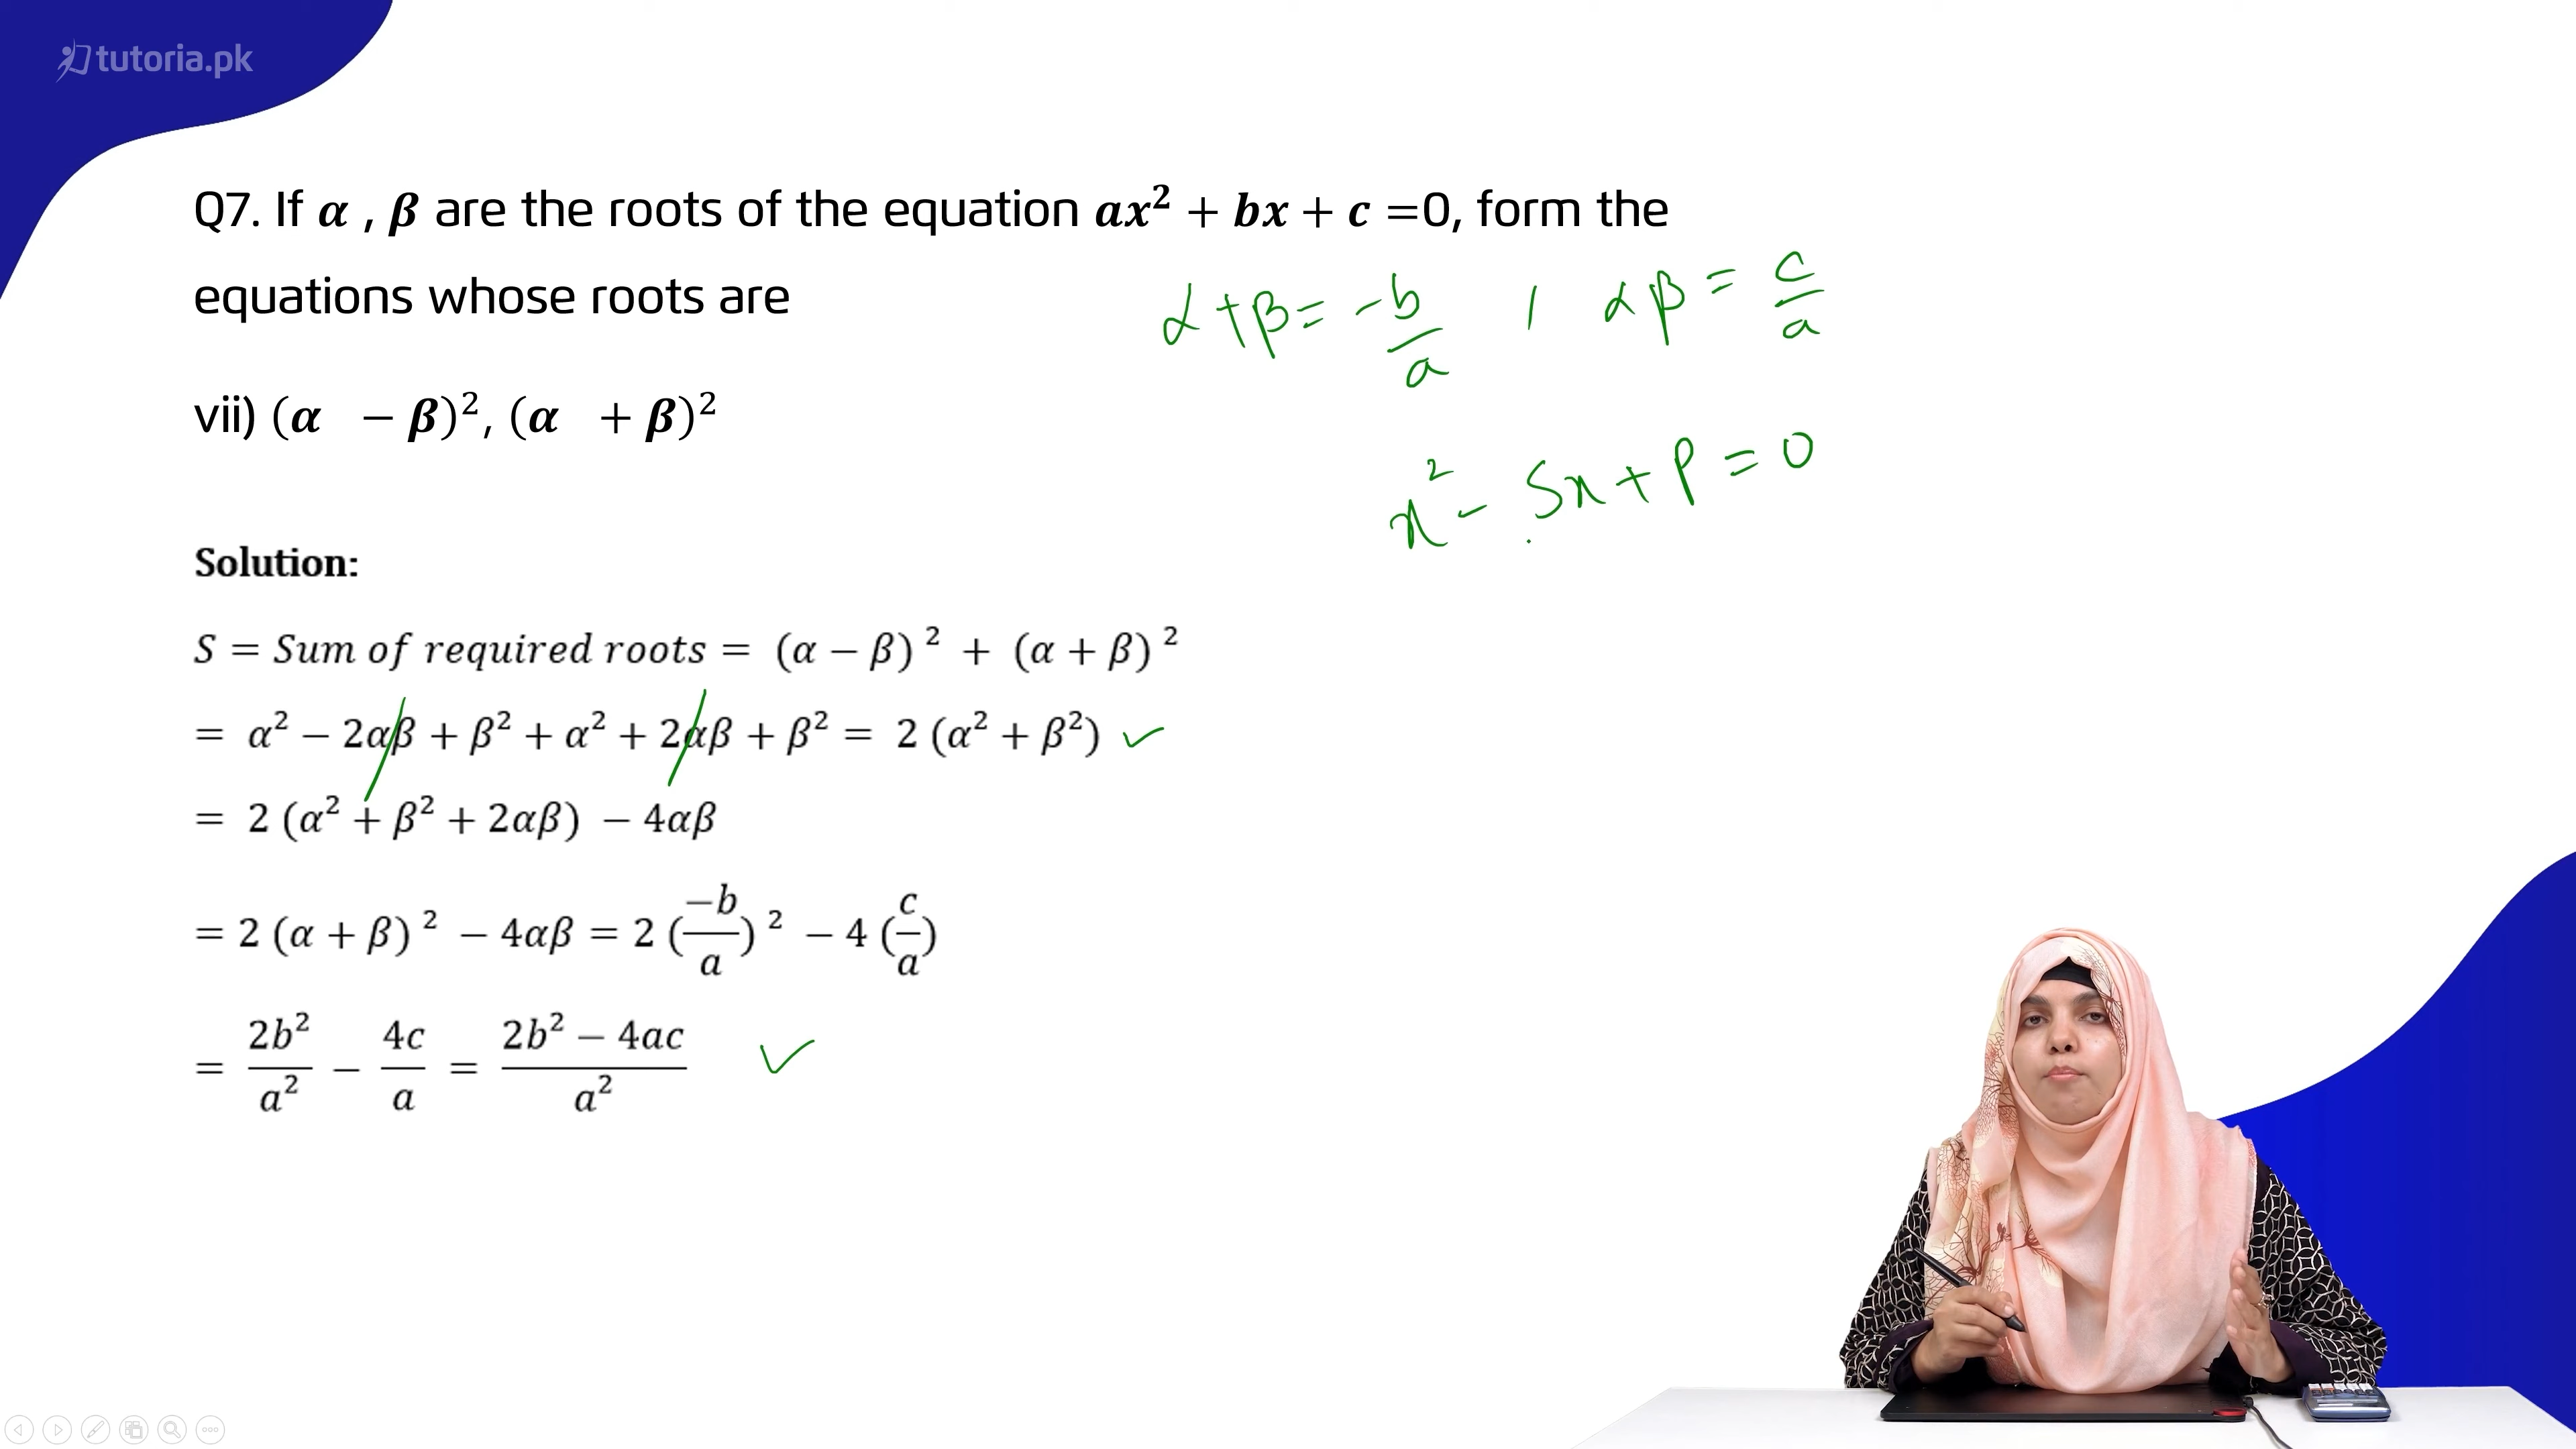 tutoria.pk
Q7. If α , β are the roots of the equation ax² + bx + c =0, form the
equations whose roots are
α+β= -b/a , αβ = c/a
vii) (α − β)², (α + β)²
x² - Sx + P = 0
Solution:
S = Sum of required roots = (α − β)² + (α + β)²
= α² − 2αβ + β² + α² + 2αβ + β² = 2 (α² + β²) ✓
= 2 (α² + β² + 2αβ) − 4αβ
= 2 (α + β)² − 4αβ = 2 (−b/a)² − 4 (c/a)
= 2b²/a² − 4c/a = (2b² − 4ac)/a² ✓